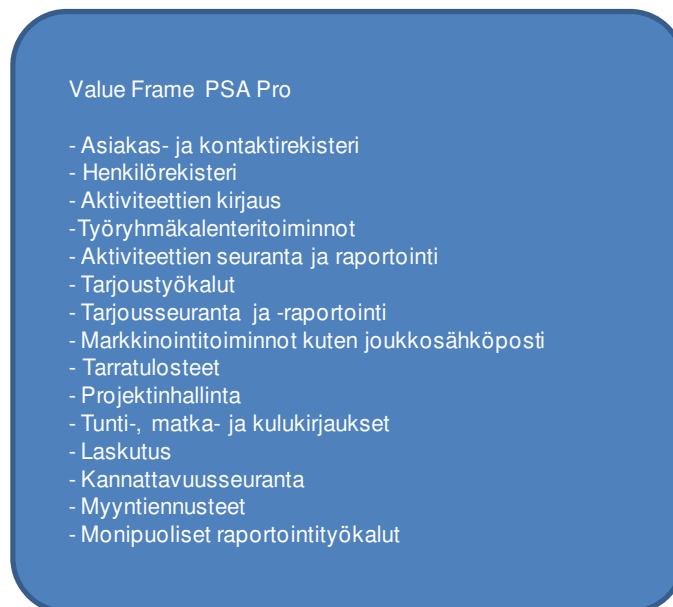 Value Frame PSA Pro
- Asiakas- ja kontaktirekisteri
- Henkilörekisteri
- Aktiviteettien kirjaus
-Työryhmäkalenteritoiminnot
- Aktiviteettien seuranta ja raportointi
- Tarjoustyökalut
- Tarjousseuranta ja -raportointi
- Markkinointitoiminnot kuten joukkosähköposti
- Tarratulosteet
- Projektinhallinta
- Tunti-, matka- ja kulukirjaukset
- Laskutus
- Kannattavuusseuranta
- Myyntiennusteet
- Monipuoliset raportointityökalut